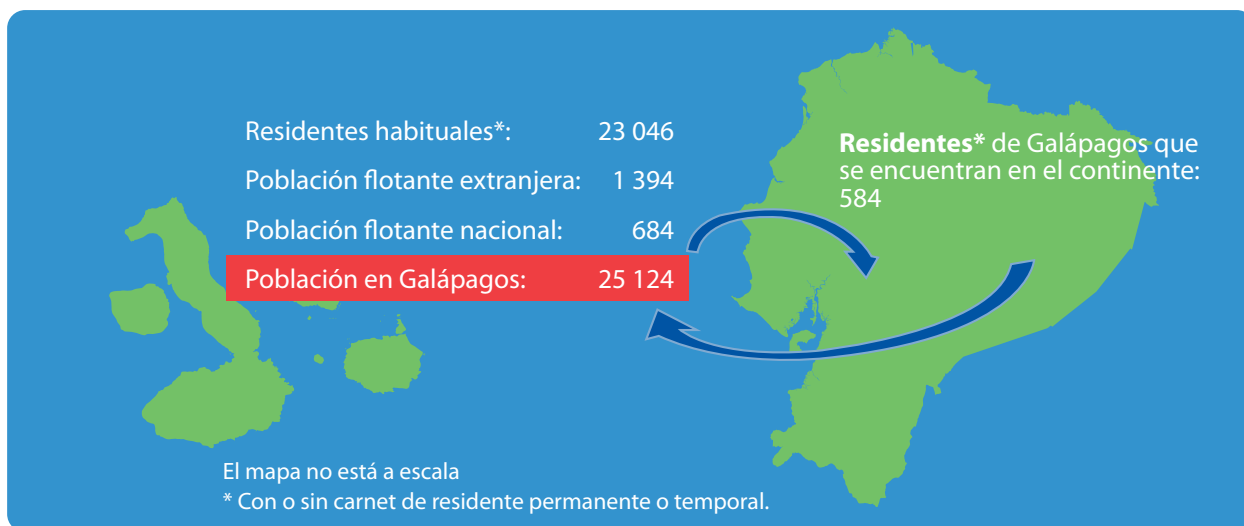 Residentes habituales*: 23 046
Población flotante extranjera: 1 394
Población flotante nacional: 684
Población en Galápagos: 25 124
Residentes* de Galápagos que
se encuentran en el continente:
584
El mapa no está a escala
* Con o sin carnet de residente permanente o temporal.